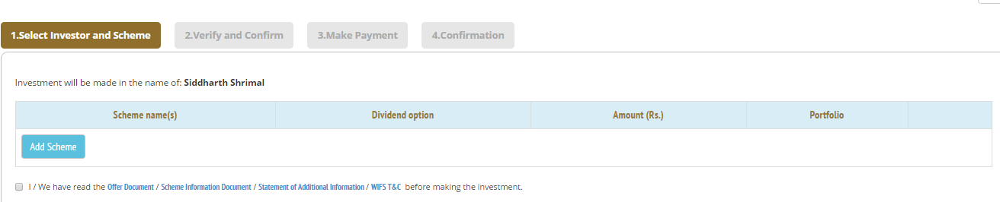 1.Select Investor and Scheme 2.Verify and Confirm 3.Make Payment 4.Confirmation
Investment will be made in the name of: Siddharth Shrimal
Scheme name(s) Dividend option Amount (Rs.) Portfolio
Add Scheme
I / We have read the Offer Document / Scheme Information Document / Statement of Additional Information / WIFS T&C before making the investment.